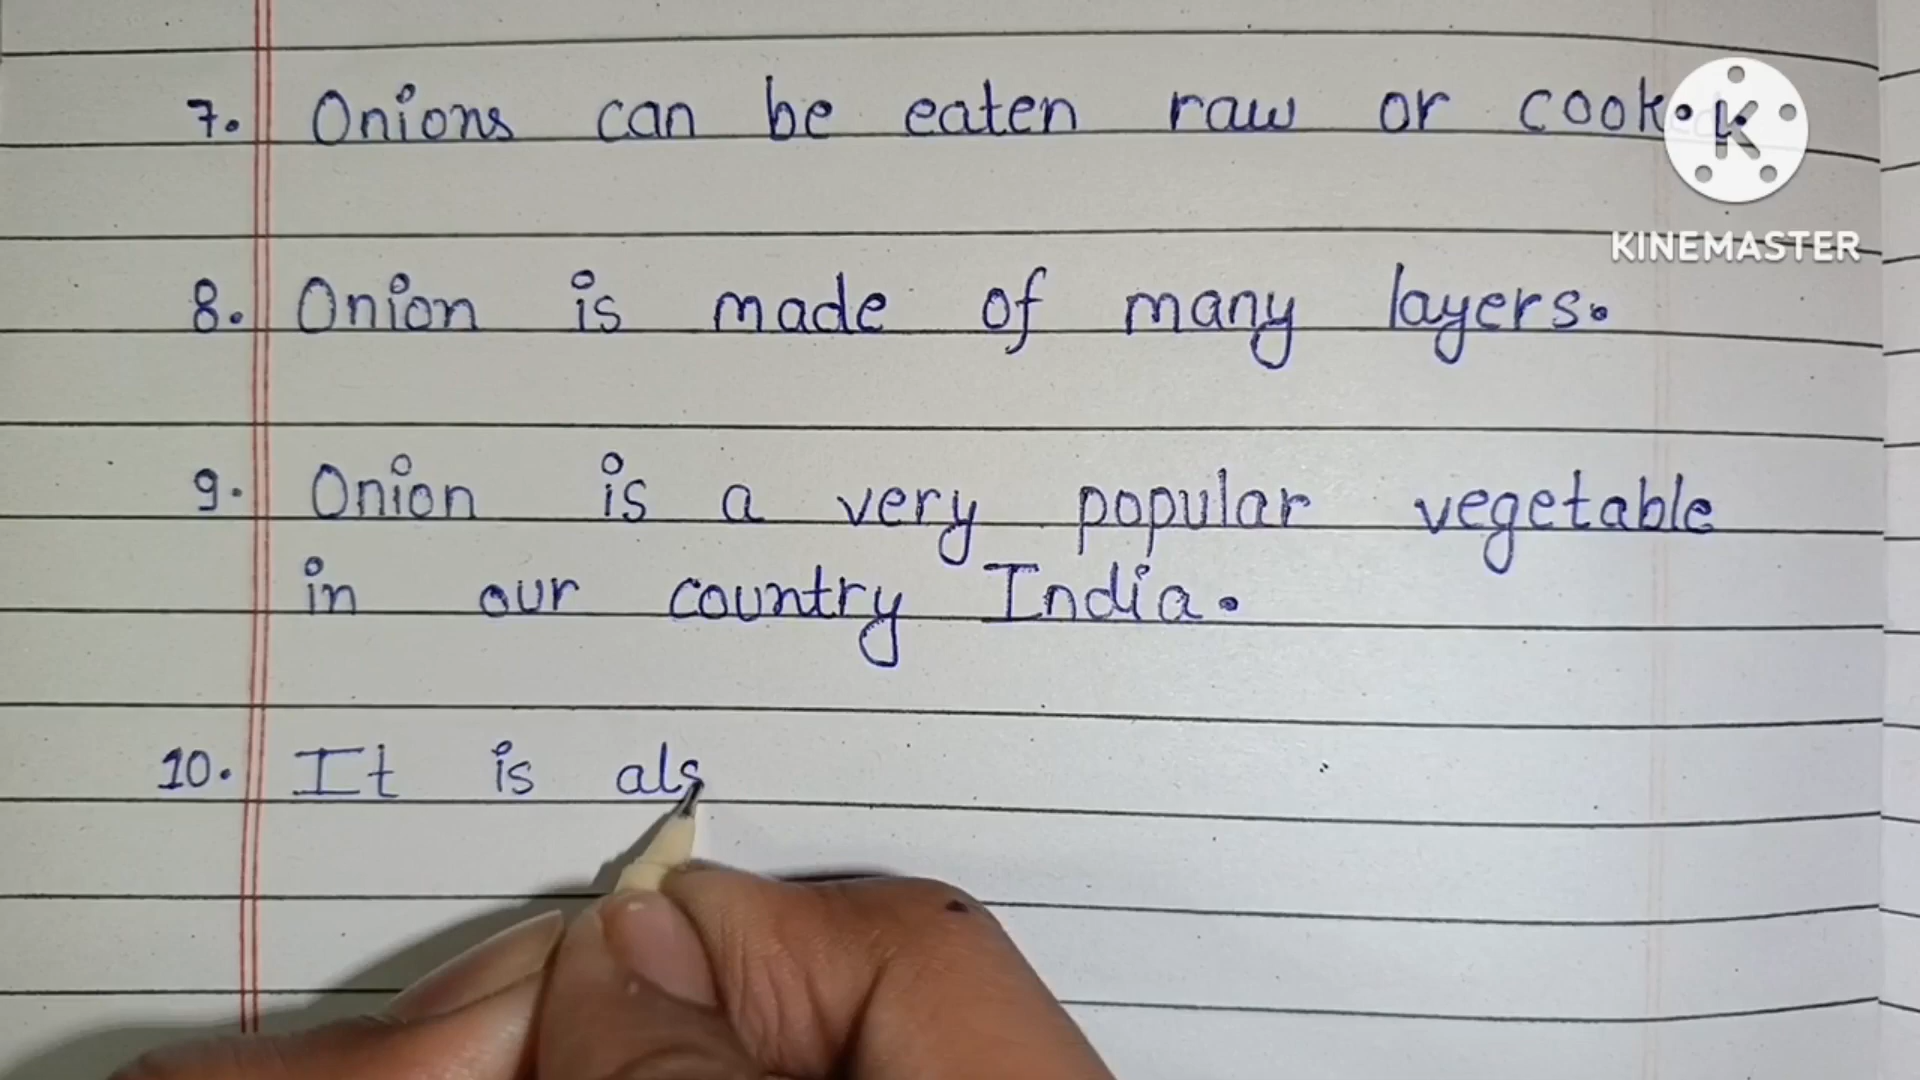 7. Onions can be eaten raw or cooked.
KINEMASTER
8. Onion is made of many layers.
9. Onion is a very popular vegetable
in our country India.
10. It is als